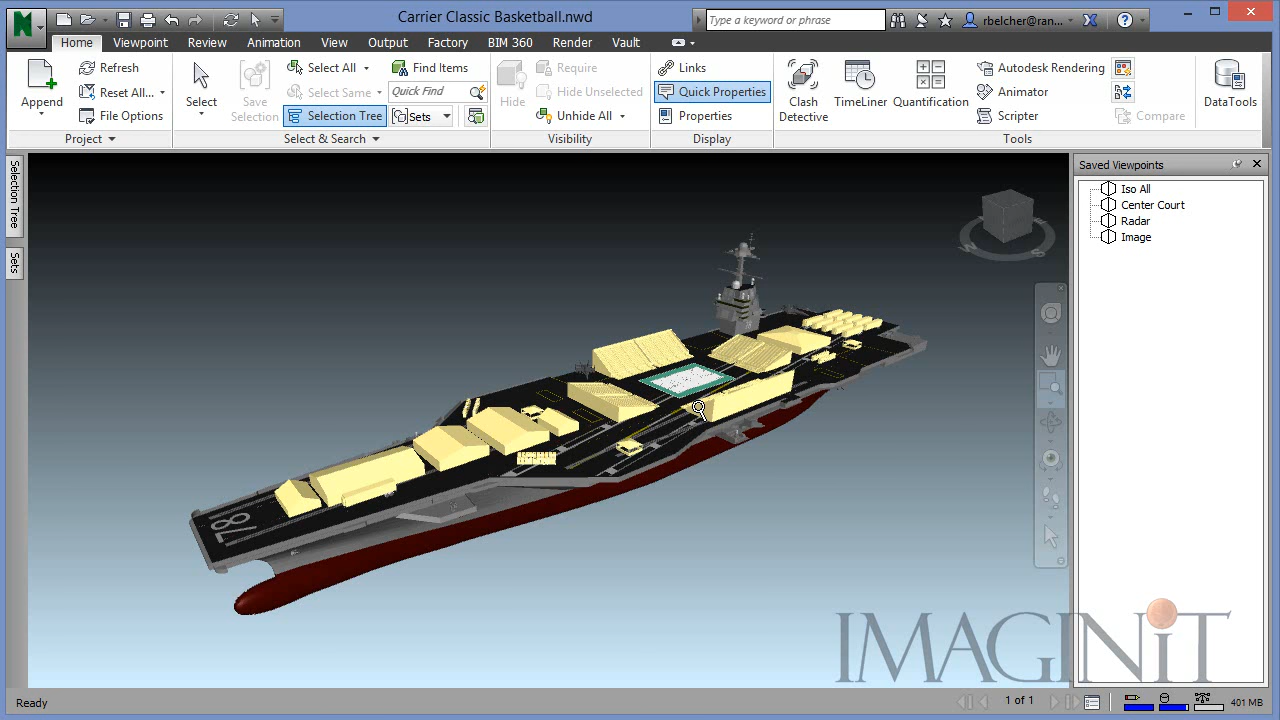 Carrier Classic Basketball.nwd
Type a keyword or phrase
rbelcher@ran...
Home Viewpoint Review Animation View Output Factory BIM 360 Render Vault
Append
Refresh
Reset All...
File Options
Project
Select
Save Selection
Select All
Select Same
Selection Tree
Find Items
Quick Find
Sets
Select & Search
Hide
Require
Hide Unselected
Unhide All
Visibility
Links
Quick Properties
Properties
Display
Clash Detective
TimeLiner
Quantification
Autodesk Rendering
Animator
Scripter
Compare
Tools
DataTools
Selection Tree
Sets
Saved Viewpoints
Iso All
Center Court
Radar
Image
78
IMAGINiT
Ready
1 of 1
401 MB